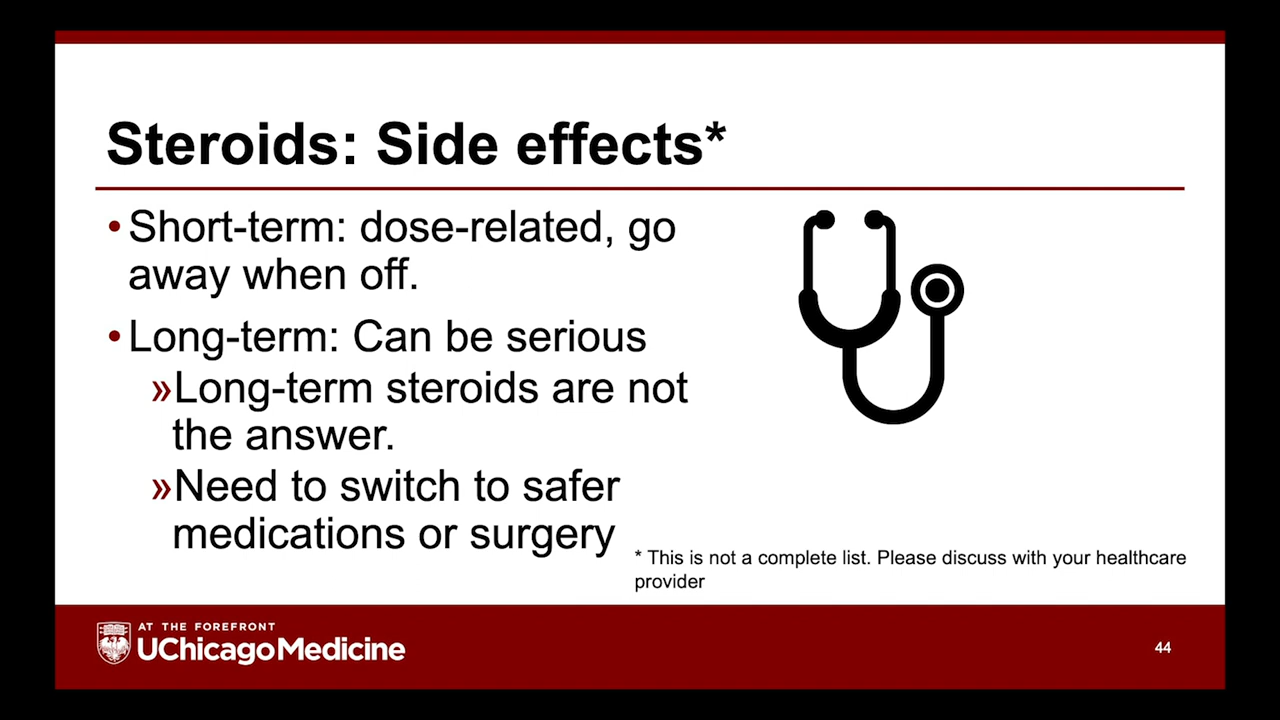 Steroids: Side effects*
•Short-term: dose-related, go
away when off.
•Long-term: Can be serious
»Long-term steroids are not
the answer.
»Need to switch to safer
medications or surgery
* This is not a complete list. Please discuss with your healthcare
provider
AT THE FOREFRONT
UChicagoMedicine
44